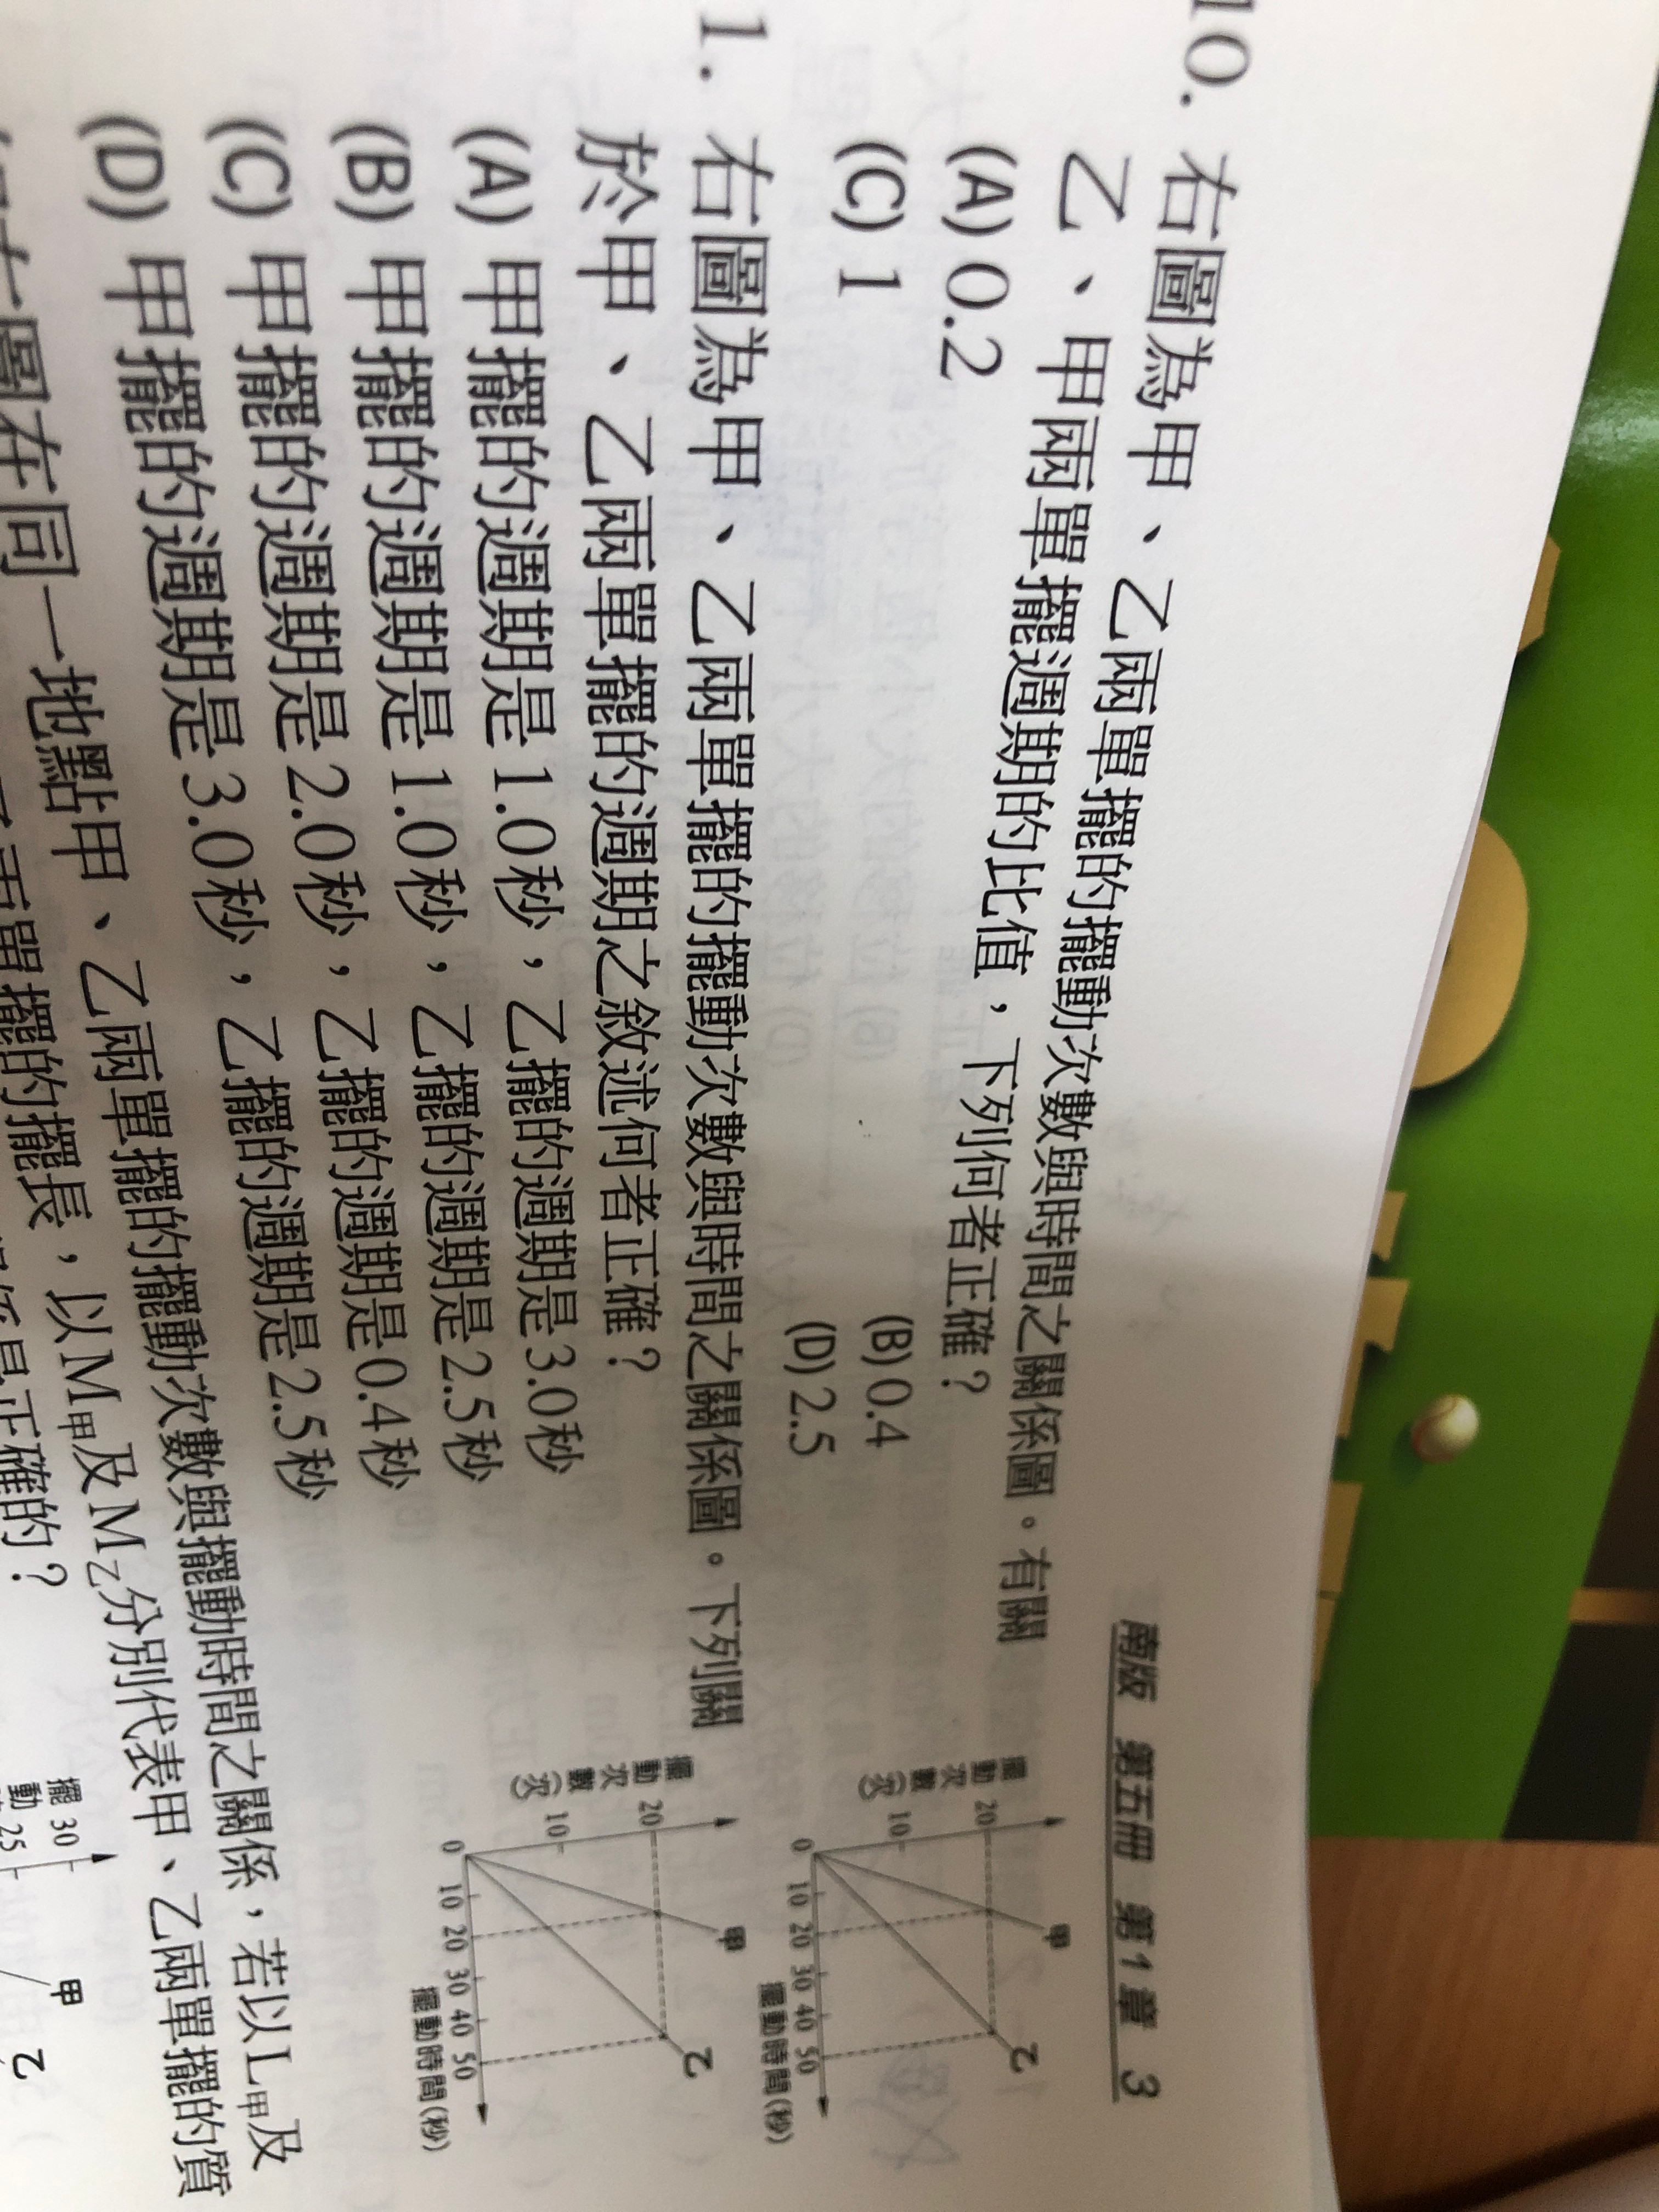 南版 第五冊 第1章 3
10. 右圖為甲、乙兩單擺的擺動次數與時間之關係圖。有關
乙、甲兩單擺週期的比值，下列何者正確？
(A) 0.2
(B) 0.4
(C) 1
(D) 2.5
擺動次數(次)
20
10
0
10 20 30 40 50
擺動時間(秒)
甲
乙
1. 右圖為甲、乙兩單擺的擺動次數與時間之關係圖。下列關
於甲、乙兩單擺的週期之敘述何者正確？
(A) 甲擺的週期是1.0秒，乙擺的週期是3.0秒
(B) 甲擺的週期是1.0秒，乙擺的週期是2.5秒
(C) 甲擺的週期是2.0秒，乙擺的週期是0.4秒
(D) 甲擺的週期是3.0秒，乙擺的週期是2.5秒
擺動次數(次)
20
10
0
10 20 30 40 50
擺動時間(秒)
甲
乙
在同一地點甲、乙兩單擺的擺動次數與擺動時間之關係，若以L甲及
兩單擺的擺長，以M甲及M乙分別代表甲、乙兩單擺的質
是正確的？
擺動
30
25
甲
乙